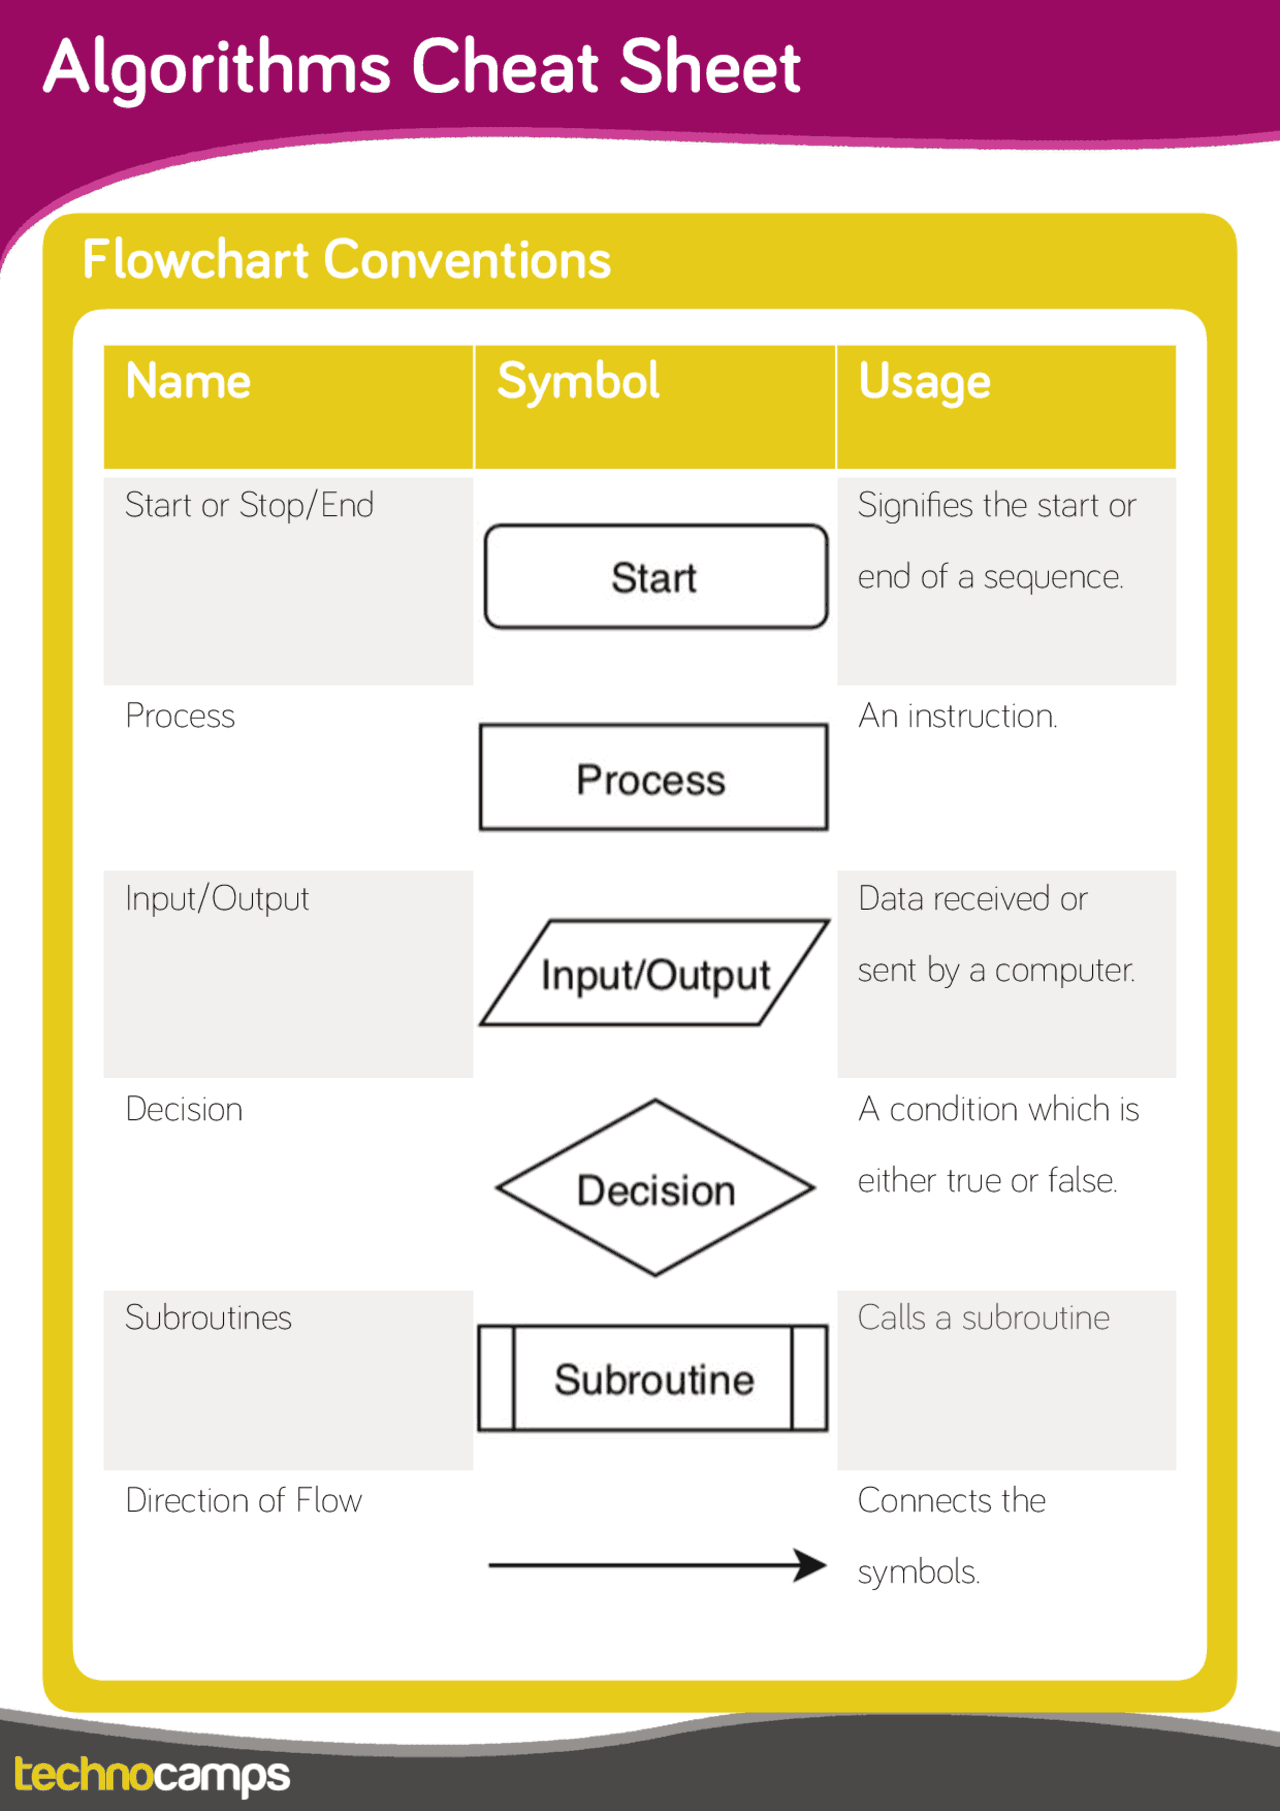 Algorithms Cheat Sheet
Flowchart Conventions
Name Symbol Usage
Start or Stop/End
Start
Signifies the start or
end of a sequence.
Process
Process
An instruction.
Input/Output
Input/Output
Data received or
sent by a computer.
Decision
Decision
A condition which is
either true or false.
Subroutines
Subroutine
Calls a subroutine
Direction of Flow
Connects the
symbols.
technocamps